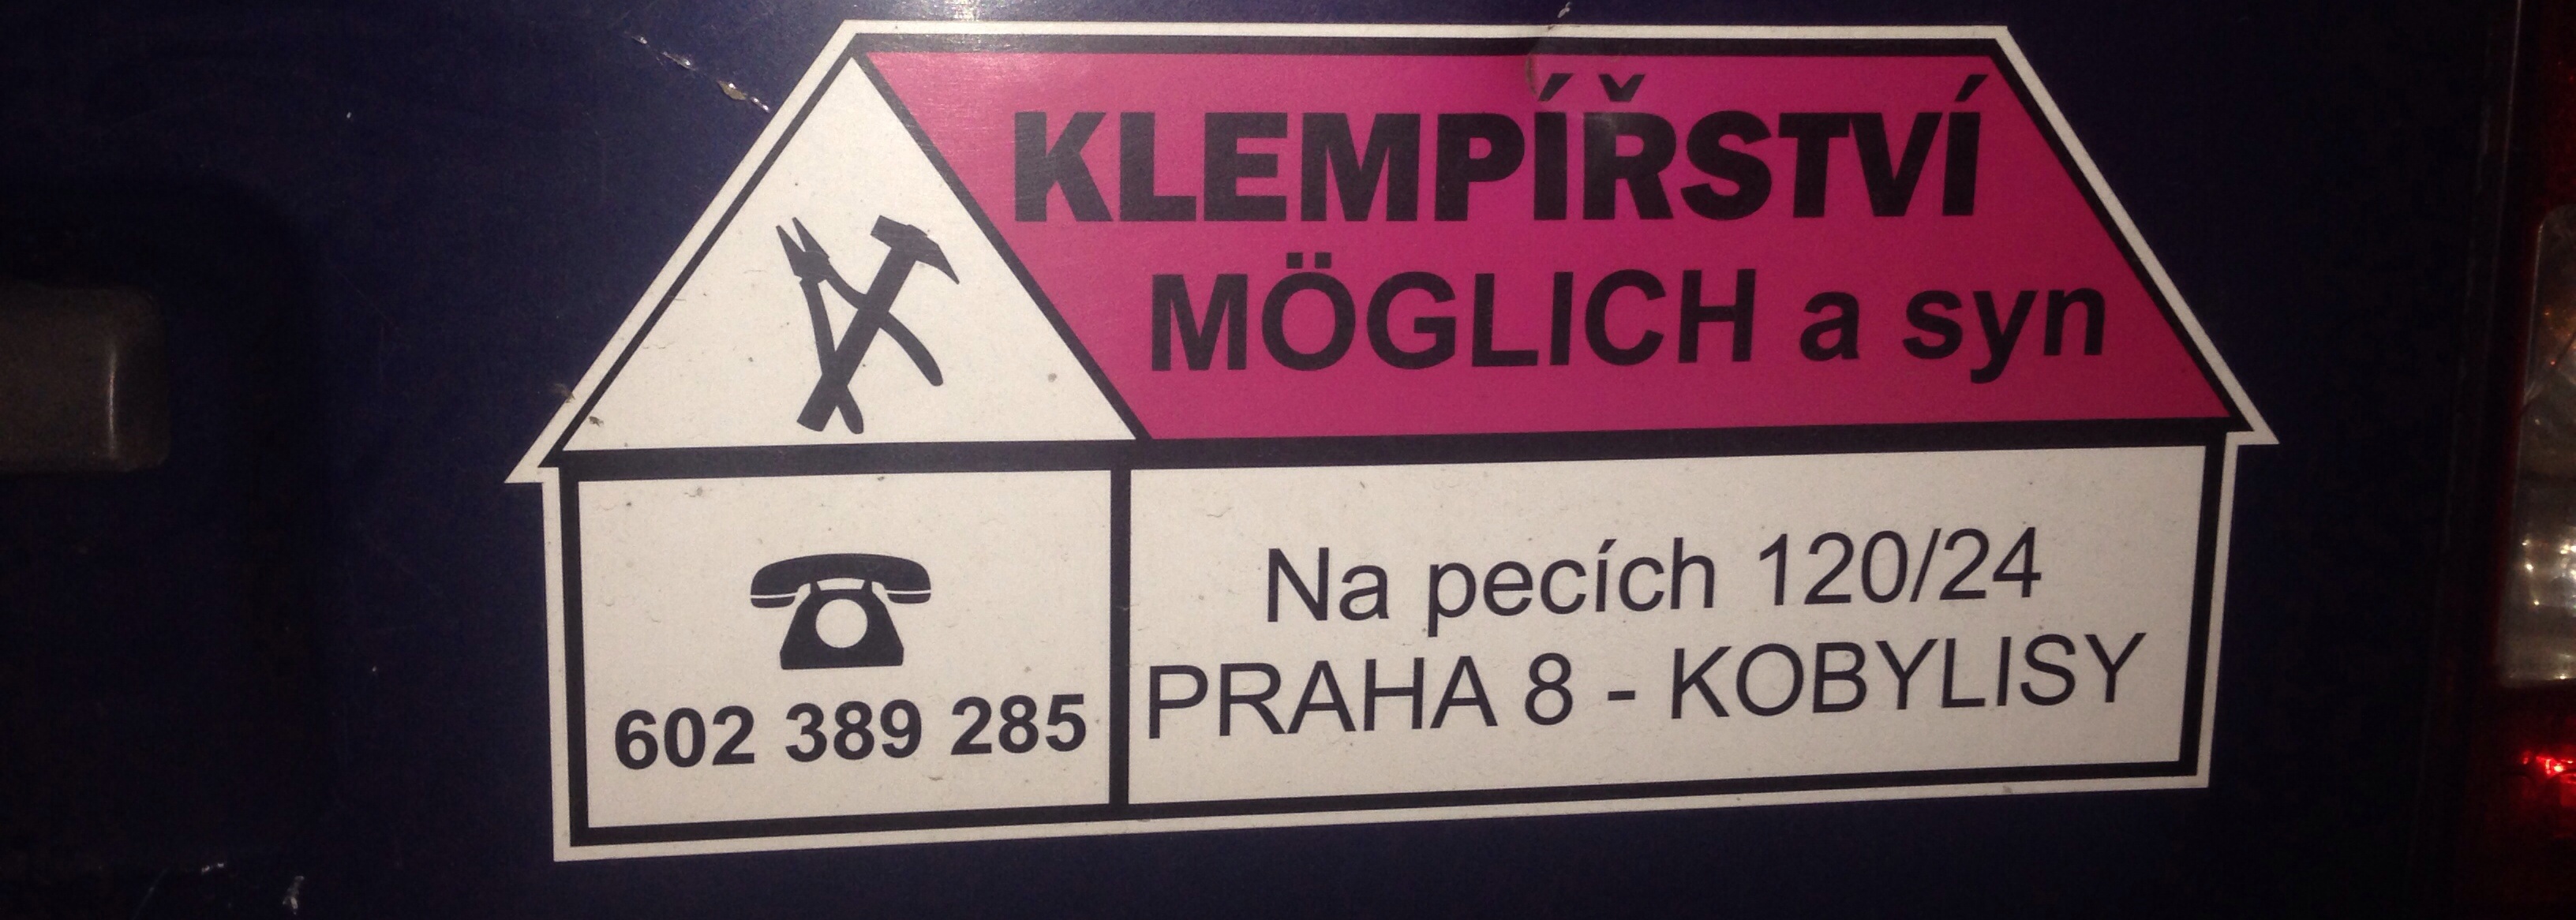 KLEMPÍŘSTVÍ
MÖGLICH a syn
602 389 285
Na pecích 120/24
PRAHA 8 - KOBYLISY